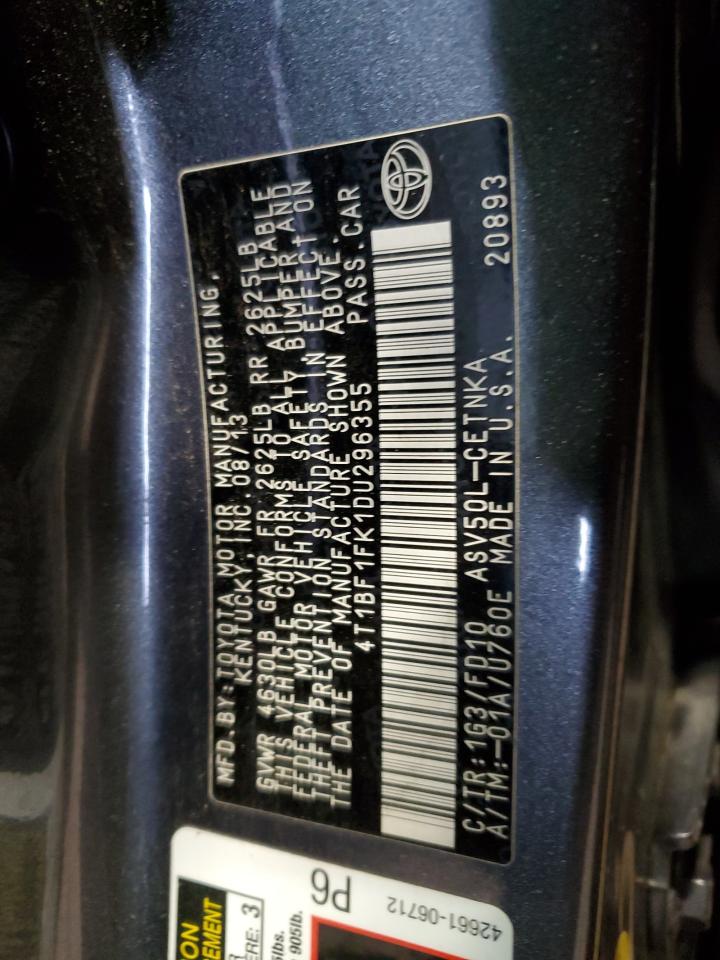 MFD.BY:TOYOTA MOTOR MANUFACTURING,
KENTUCKY,INC.08/13
GVWR 4630LB GAWR FR 2625LB RR 2625LB
THIS VEHICLE CONFORMS TO ALL APPLICABLE
FEDERAL MOTOR VEHICLE SAFETY, BUMPER AND
THEFT PREVENTION STANDARDS IN EFFECT ON
THE DATE OF MANUFACTURE SHOWN ABOVE.
4T1BF1FK1DU296355 PASS.CAR
C/TR:1G3/FD10 ASV50L-CETNKA
A/TM:-01A/U760E MADE IN U.S.A. 20893
P6
42661-06712
ERE: 3
905lb.